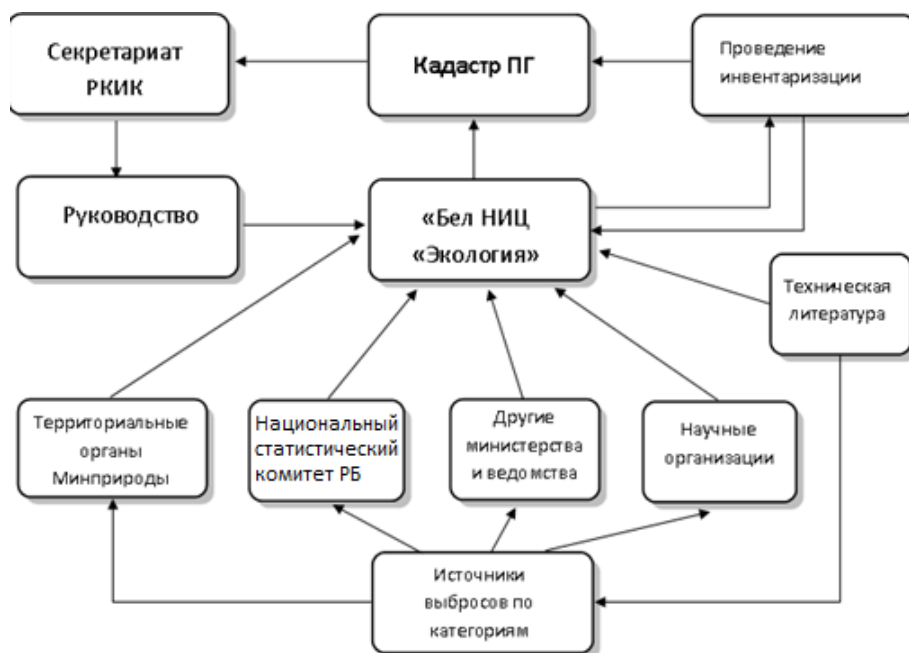 Секретариат
РКИК
Кадастр ПГ
Проведение
инвентаризации
Руководство
«Бел НИЦ
«Экология»
Техническая
литература
Территориальные
органы
Минприроды
Национальный
статистический
комитет РБ
Другие
министерства
и ведомства
Научные
организации
Источники
выбросов по
категориям